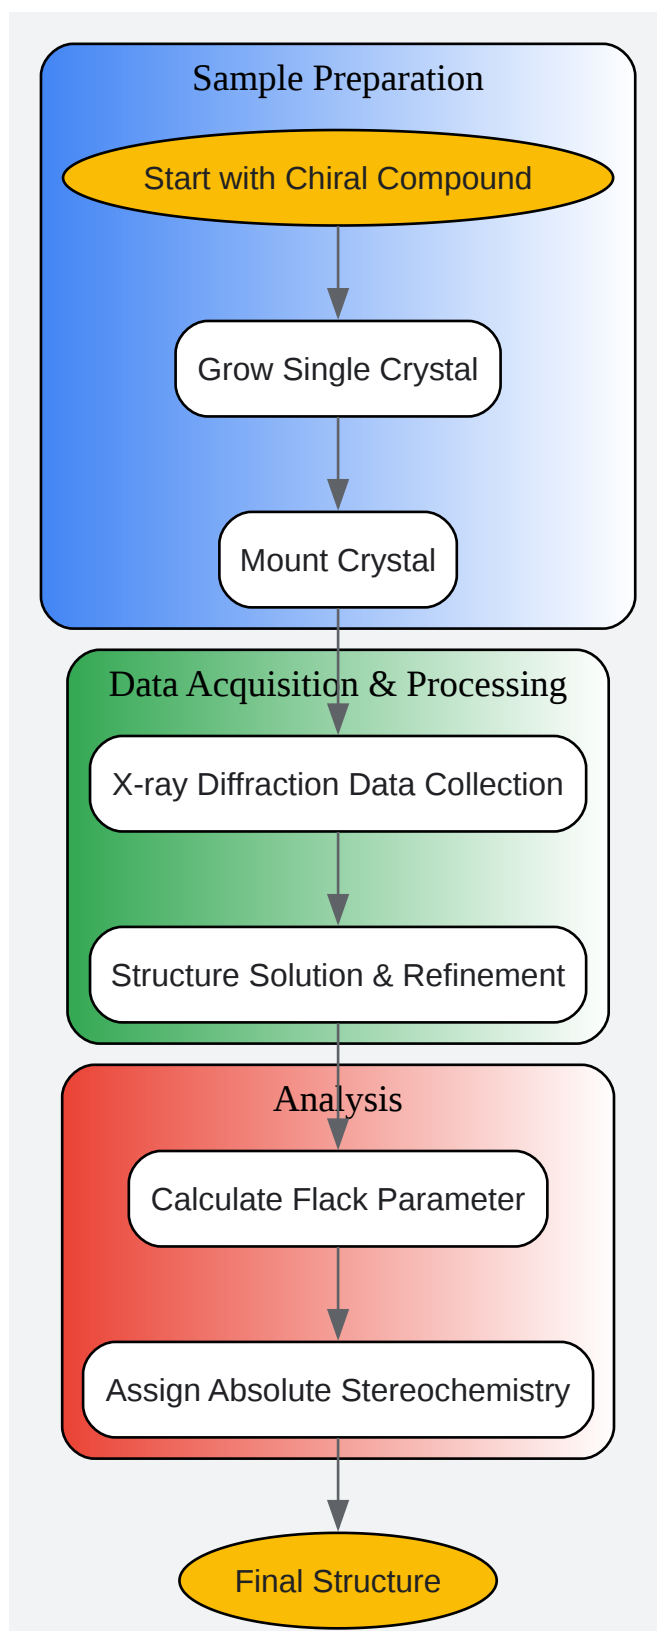 Sample Preparation
Start with Chiral Compound
Grow Single Crystal
Mount Crystal
Data Acquisition & Processing
X-ray Diffraction Data Collection
Structure Solution & Refinement
Analysis
Calculate Flack Parameter
Assign Absolute Stereochemistry
Final Structure